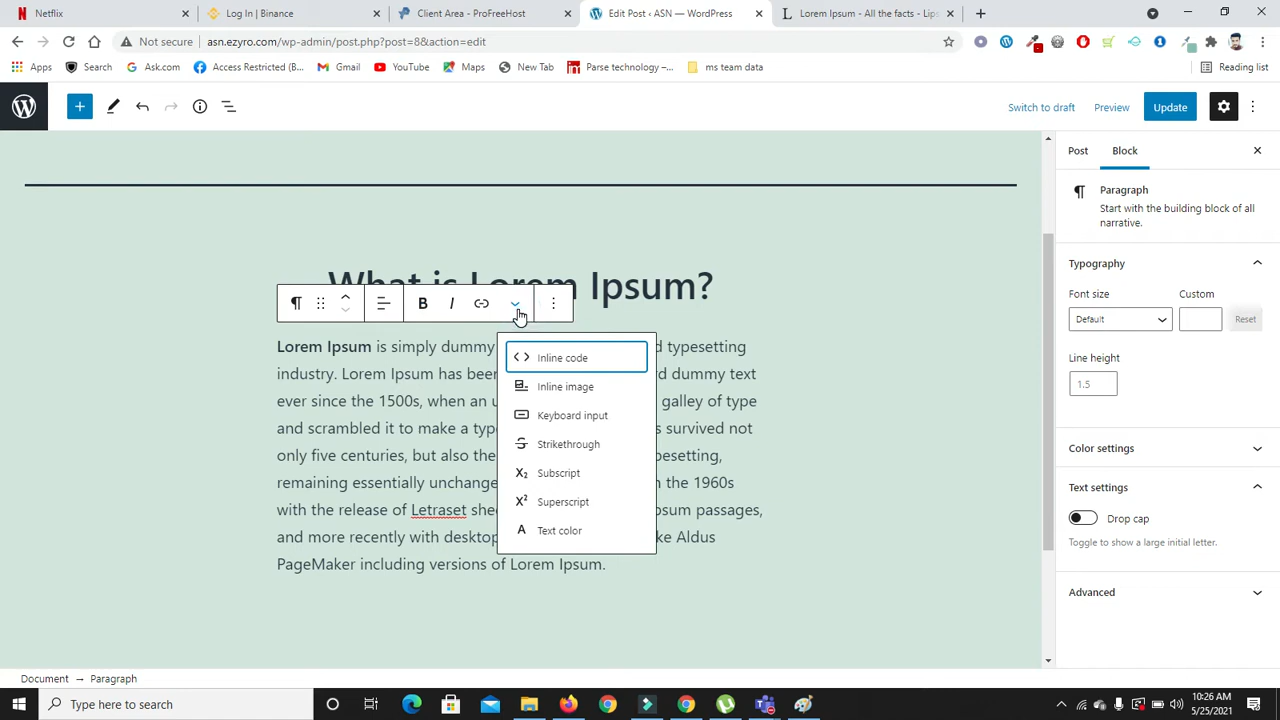 Netflix
Log In | Binance
Client Area - ProFreeHost
Edit Post ‹ ASN — WordPress
Lorem Ipsum - All the facts - Lips
Not secure
asn.ezyro.com/wp-admin/post.php?post=8&action=edit
Apps
Search
Ask.com
Access Restricted (B...
Gmail
YouTube
Maps
New Tab
Parse technology –...
ms team data
Reading list
Switch to draft
Preview
Update
Post
Block
Paragraph
Start with the building block of all
narrative.
Typography
Font size
Custom
Default
Reset
Line height
1.5
Color settings
Text settings
Drop cap
Toggle to show a large initial letter.
Advanced
What is Lorem Ipsum?
B I
Lorem Ipsum is simply dummy d typesetting
industry. Lorem Ipsum has been rd dummy text
ever since the 1500s, when an u galley of type
and scrambled it to make a typ s survived not
only five centuries, but also the pesetting,
remaining essentially unchange n the 1960s
with the release of Letraset shee psum passages,
and more recently with desktop ke Aldus
PageMaker including versions of Lorem Ipsum.
Inline code
Inline image
Keyboard input
Strikethrough
X₂ Subscript
X² Superscript
A Text color
Document → Paragraph
Type here to search
10:26 AM
5/25/2021